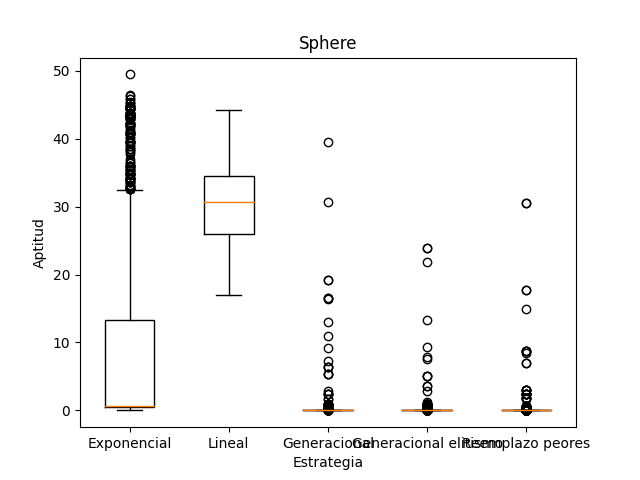 Sphere
Aptitud
50
40
30
20
10
0
Exponencial Lineal Generacional Generacional elitismo Reemplazo peores
Estrategia